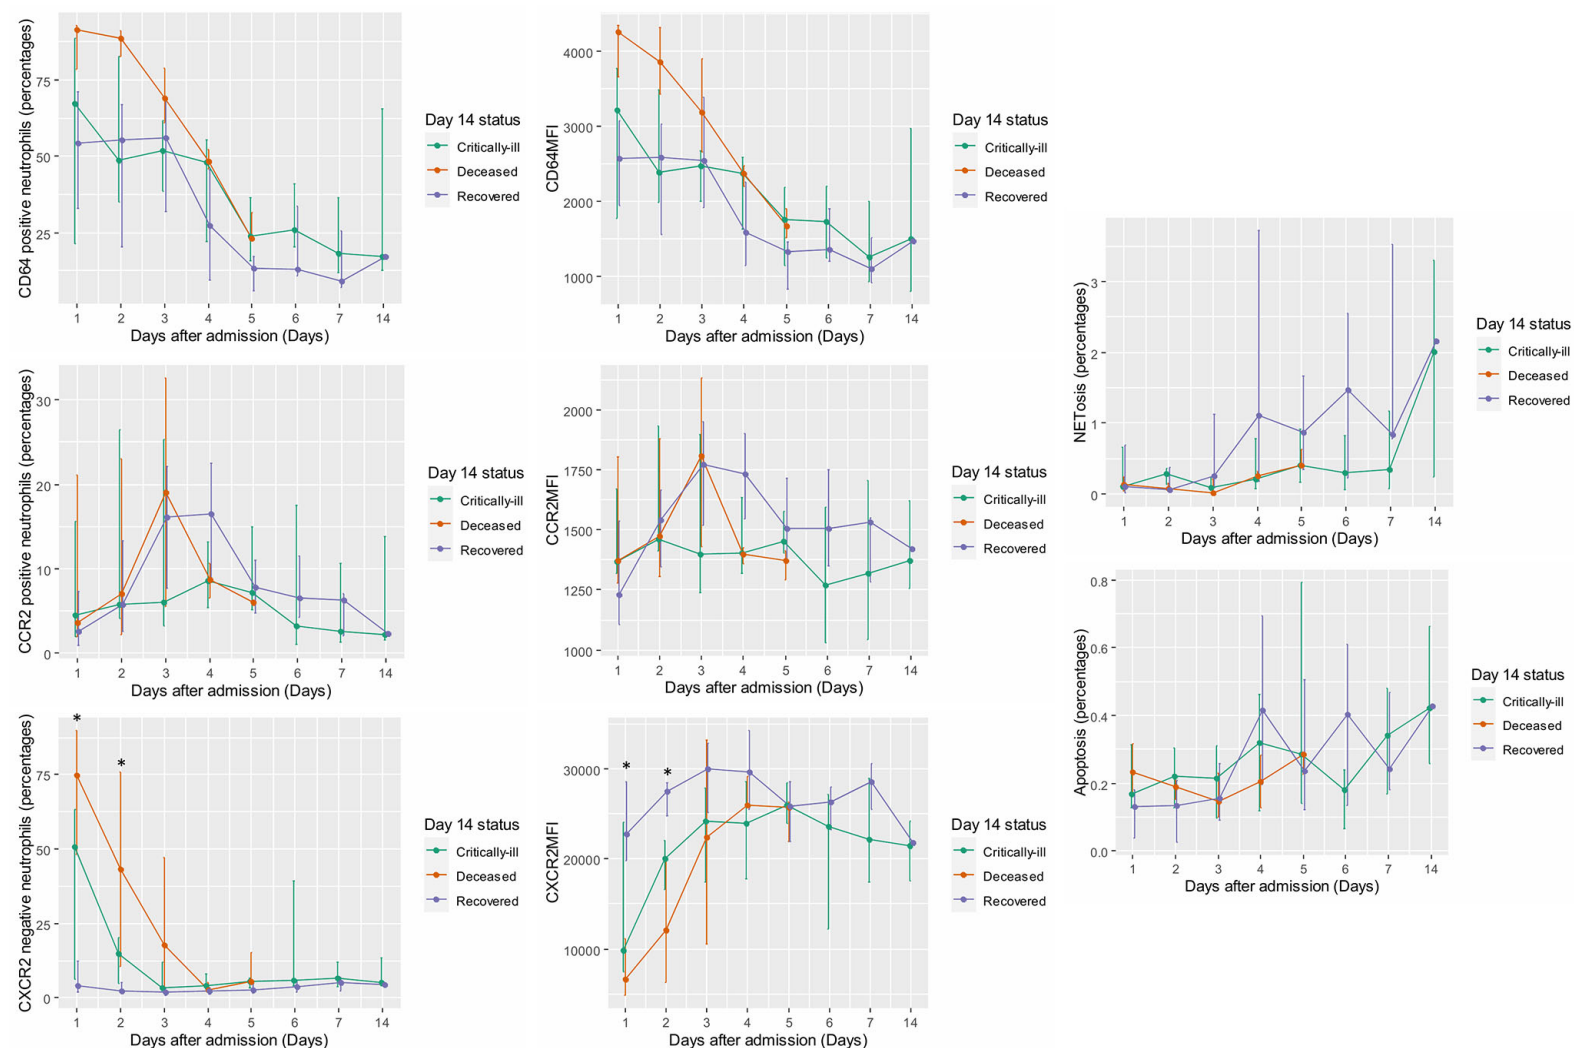 CD64 positive neutrophils (percentages)
75
50
25
1 2 3 4 5 6 7 14
Days after admission (Days)
Day 14 status
Critically-ill
Deceased
Recovered
CD64MFI
4000
3000
2000
1000
1 2 3 4 5 6 7 14
Days after admission (Days)
Day 14 status
Critically-ill
Deceased
Recovered
NETosis (percentages)
3
2
1
0
1 2 3 4 5 6 7 14
Days after admission (Days)
Day 14 status
Critically-ill
Deceased
Recovered
CCR2 positive neutrophils (percentages)
30
20
10
0
1 2 3 4 5 6 7 14
Days after admission (Days)
Day 14 status
Critically-ill
Deceased
Recovered
CCR2MFI
2000
1750
1500
1250
1000
1 2 3 4 5 6 7 14
Days after admission (Days)
Day 14 status
Critically-ill
Deceased
Recovered
Apoptosis (percentages)
0.8
0.6
0.4
0.2
0.0
1 2 3 4 5 6 7 14
Days after admission (Days)
Day 14 status
Critically-ill
Deceased
Recovered
CXCR2 negative neutrophils (percentages)
* *
75
50
25
0
1 2 3 4 5 6 7 14
Days after admission (Days)
Day 14 status
Critically-ill
Deceased
Recovered
CXCR2MFI
* *
30000
20000
10000
1 2 3 4 5 6 7 14
Days after admission (Days)
Day 14 status
Critically-ill
Deceased
Recovered